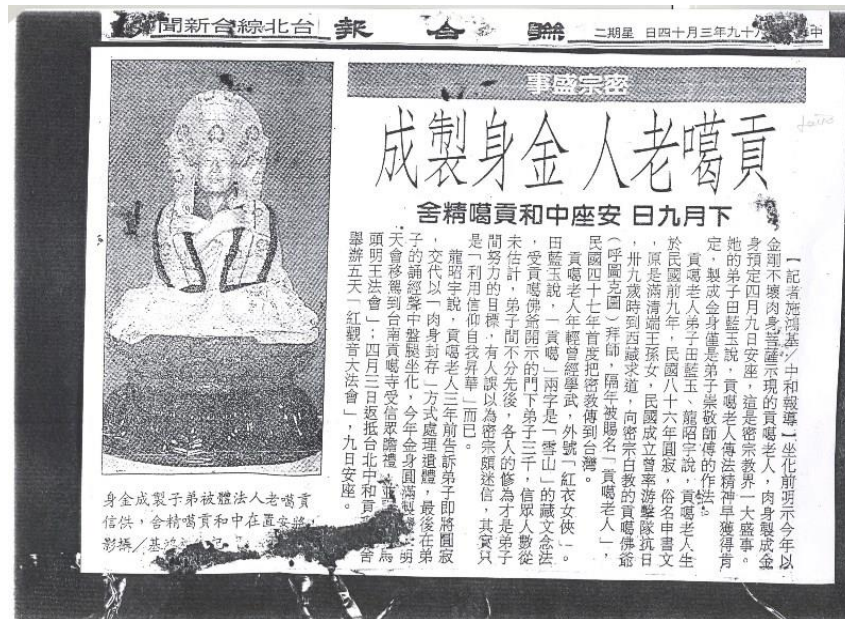 聞新合綜北台 報合聯 二期星 日四十月三年九十八
密宗盛事
貢噶老人 金身製成
下月九日 安座中和貢噶精舍
【記者施鴻基/中和報導】坐化前明示今年以
金剛不壞肉身菩薩示現的貢噶老人,肉身製成金
身預定四月九日安座,這是密宗教界一大盛事。
她的弟子田藍玉說,貢噶老人傳法精神早獲得肯
定,製成金身僅是弟子崇敬師傅的作法。
貢噶老人弟子田藍玉、龍昭宇說,貢噶老人生
於民國前九年,民國八十六年圓寂,俗名申書文
,原是滿清端王孫女,民國成立曾率游擊隊抗日
,卅九歲時到西藏求道,向密宗白教的貢噶佛爺
(呼圖克圖)拜師,隔年被賜名「貢噶老人」,
民國四十七年首度把密教傳到台灣。
貢噶老人年輕曾經學武,外號「紅衣女俠」。
田藍玉說,「貢噶」兩字是「雪山」的藏文念法
,受貢噶佛爺開示的門下弟子三千,信眾人數從
未估計,弟子間不分先後,各人的修為才是弟子
間努力的目標,有人誤以為密宗頗迷信,其實只
是「利用信仰自我昇華」而已。
龍昭宇說,貢噶老人三年前告訴弟子即將圓寂
,交代以「肉身封存」方式處理遺體,最後在弟
子的誦經聲中盤腿坐化,今年金身圓滿製
天會移駕到台南貢噶寺受信眾瞻禮
頭明王法會」;四月三日返抵台北中和貢 舍
舉辦五天「紅觀音大法會」,九日安座。
貢噶老人法體被弟子製成金身
將安置在中和貢噶精舍,供信
影/基